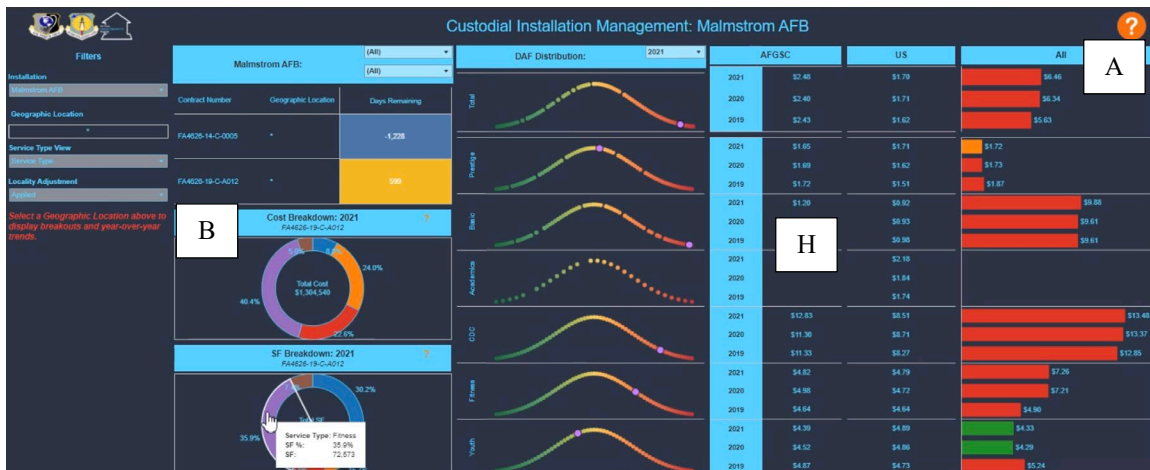 Custodial Installation Management: Malmstrom AFB
?
Filters
Installation
Malmstrom AFB
Geographic Location
*
Service Type View
Service Type
Locality Adjustment
Applied
Select a Geographic Location above to
display breakouts and year-over-year
trends.
Malmstrom AFB:
(All)
(All)
Contract Number Geographic Location Days Remaining
FA4626-14-C-0005 * -1,228
FA4626-19-C-A012 * 599
B
Cost Breakdown: 2021 ?
FA4626-19-C-A012
24.0%
Total Cost
$1,304,540
40.4%
22.6%
SF Breakdown: 2021 ?
FA4626-19-C-A012
30.2%
Total SF
35.9%
Service Type: Fitness
SF %: 35.9%
SF: 72,573
DAF Distribution: 2021
Total
Prestige
Basic
Academics
CDC
Fitness
Youth
AFGSC US All
A
H
2021 $2.48 $1.70 $6.46
2020 $2.40 $1.71 $6.34
2019 $2.43 $1.62 $5.63
2021 $1.65 $1.71 $1.72
2020 $1.69 $1.62 $1.73
2019 $1.72 $1.51 $1.87
2021 $1.20 $0.92 $9.88
2020 $0.93 $9.61
2019 $0.98 $9.61
2021 $2.18
2020 $1.84
2019 $1.74
2021 $12.83 $8.51 $13.48
2020 $11.30 $8.71 $13.37
2019 $11.33 $8.27 $12.85
2021 $4.82 $4.79 $7.26
2020 $4.98 $4.72 $7.21
2019 $4.64 $4.64 $4.90
2021 $4.39 $4.89 $4.33
2020 $4.52 $4.86 $4.29
2019 $4.87 $4.73 $5.24